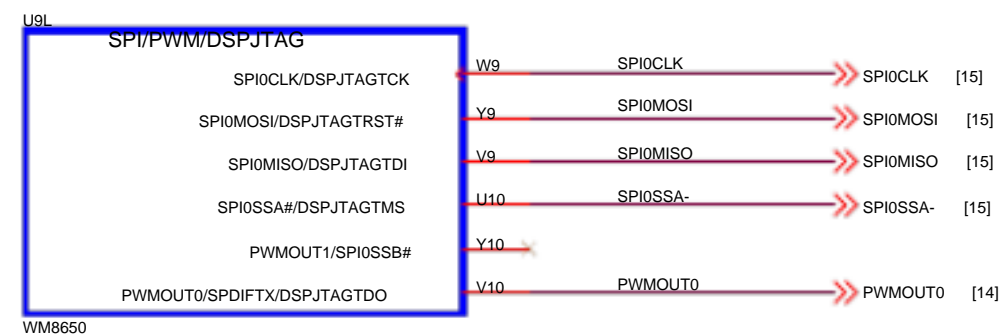 U9L
SPI/PWM/DSPJTAG
SPI0CLK/DSPJTAGTCK W9 SPI0CLK SPI0CLK [15]
SPI0MOSI/DSPJTAGTRST# Y9 SPI0MOSI SPI0MOSI [15]
SPI0MISO/DSPJTAGTDI V9 SPI0MISO SPI0MISO [15]
SPI0SSA#/DSPJTAGTMS U10 SPI0SSA- SPI0SSA- [15]
PWMOUT1/SPI0SSB# Y10
PWMOUT0/SPDIFTX/DSPJTAGTDO V10 PWMOUT0 PWMOUT0 [14]
WM8650